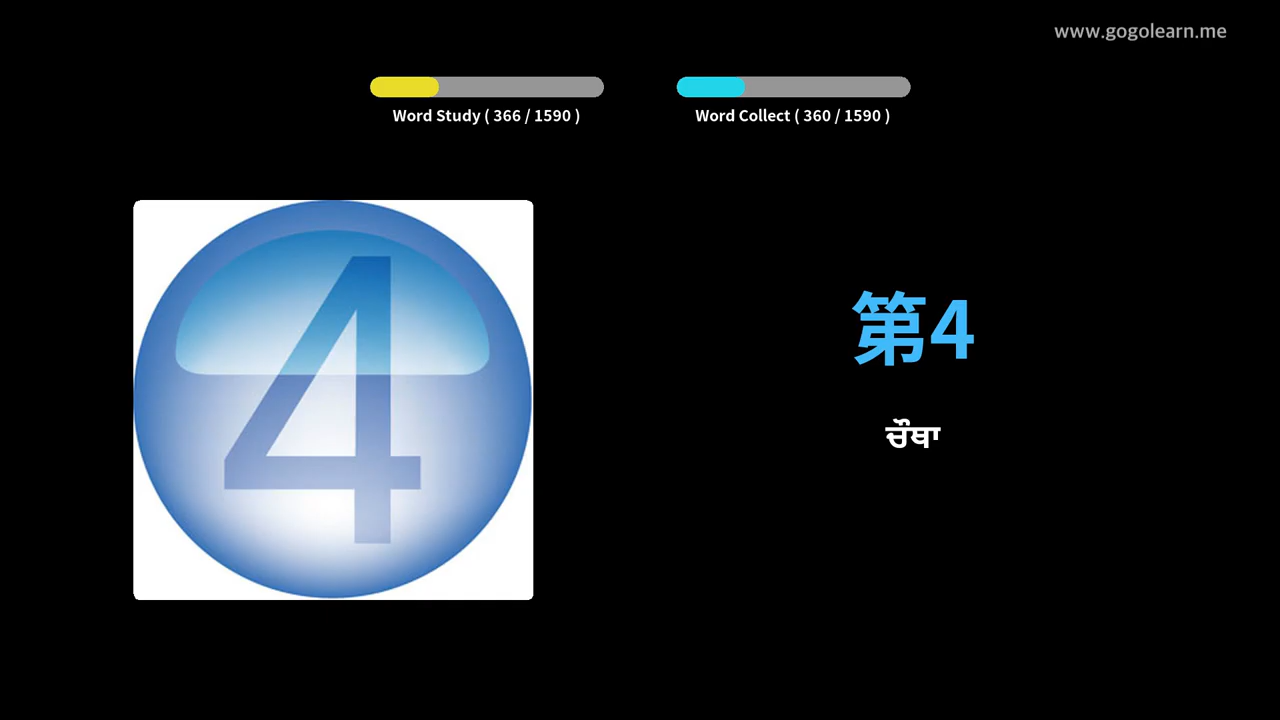 www.gogolearn.me
Word Study ( 366 / 1590 )
Word Collect ( 360 / 1590 )
4
第4
ਚੌਥਾ